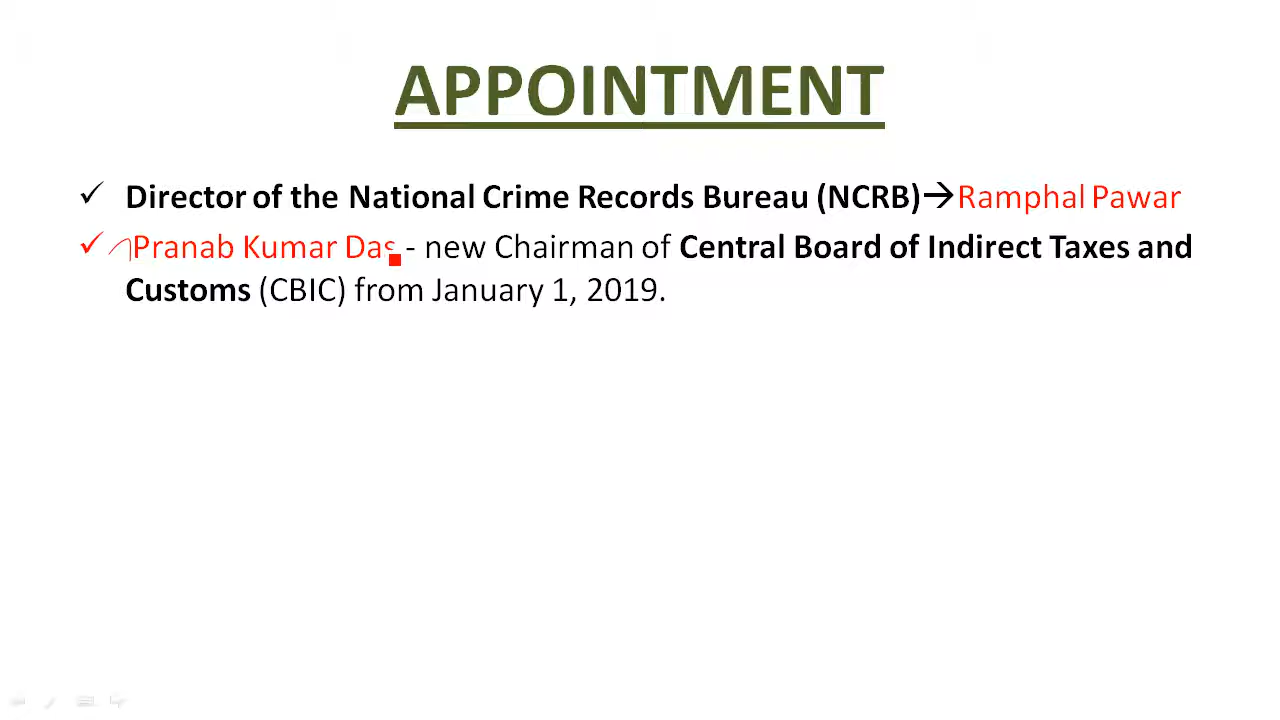 APPOINTMENT
✓ Director of the National Crime Records Bureau (NCRB)→Ramphal Pawar
✓ Pranab Kumar Das - new Chairman of Central Board of Indirect Taxes and
Customs (CBIC) from January 1, 2019.